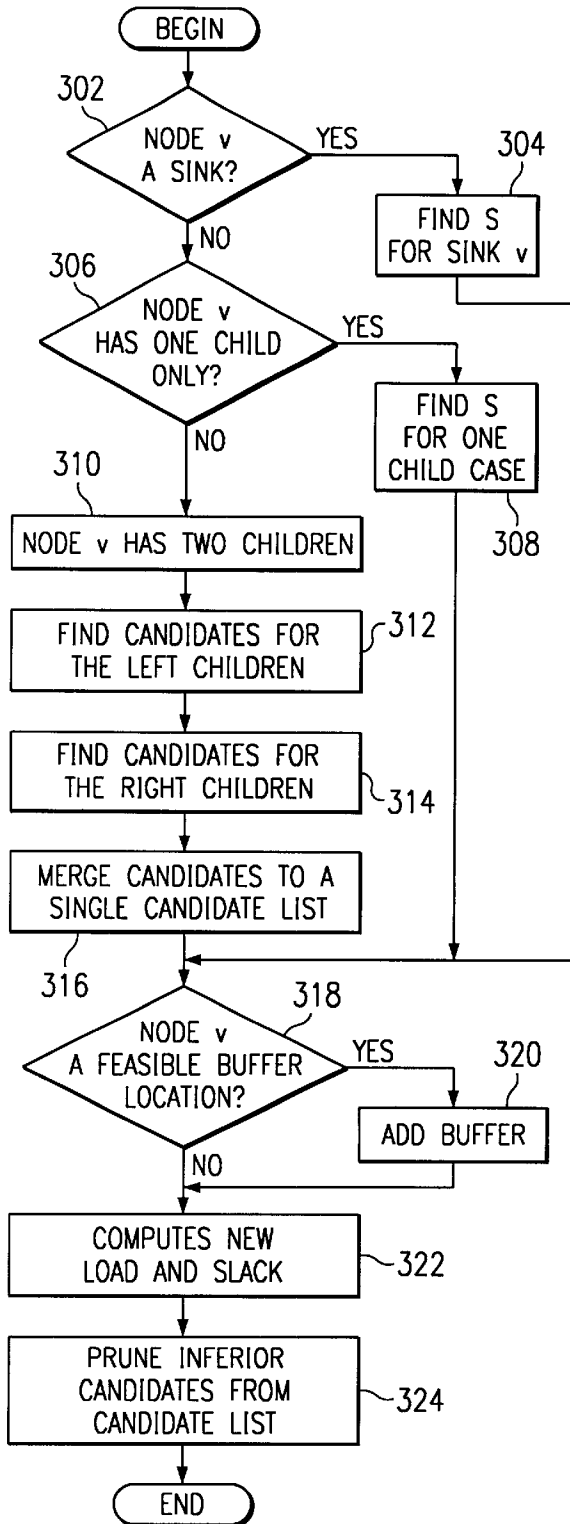 BEGIN
302
NODE v
A SINK?
YES
304
FIND S
FOR SINK v
NO
306
NODE v
HAS ONE CHILD
ONLY?
YES
FIND S
FOR ONE
CHILD CASE
308
NO
310
NODE v HAS TWO CHILDREN
FIND CANDIDATES FOR
THE LEFT CHILDREN
312
FIND CANDIDATES FOR
THE RIGHT CHILDREN
314
MERGE CANDIDATES TO A
SINGLE CANDIDATE LIST
316
318
NODE v
A FEASIBLE BUFFER
LOCATION?
YES
320
ADD BUFFER
NO
COMPUTES NEW
LOAD AND SLACK
322
PRUNE INFERIOR
CANDIDATES FROM
CANDIDATE LIST
324
END